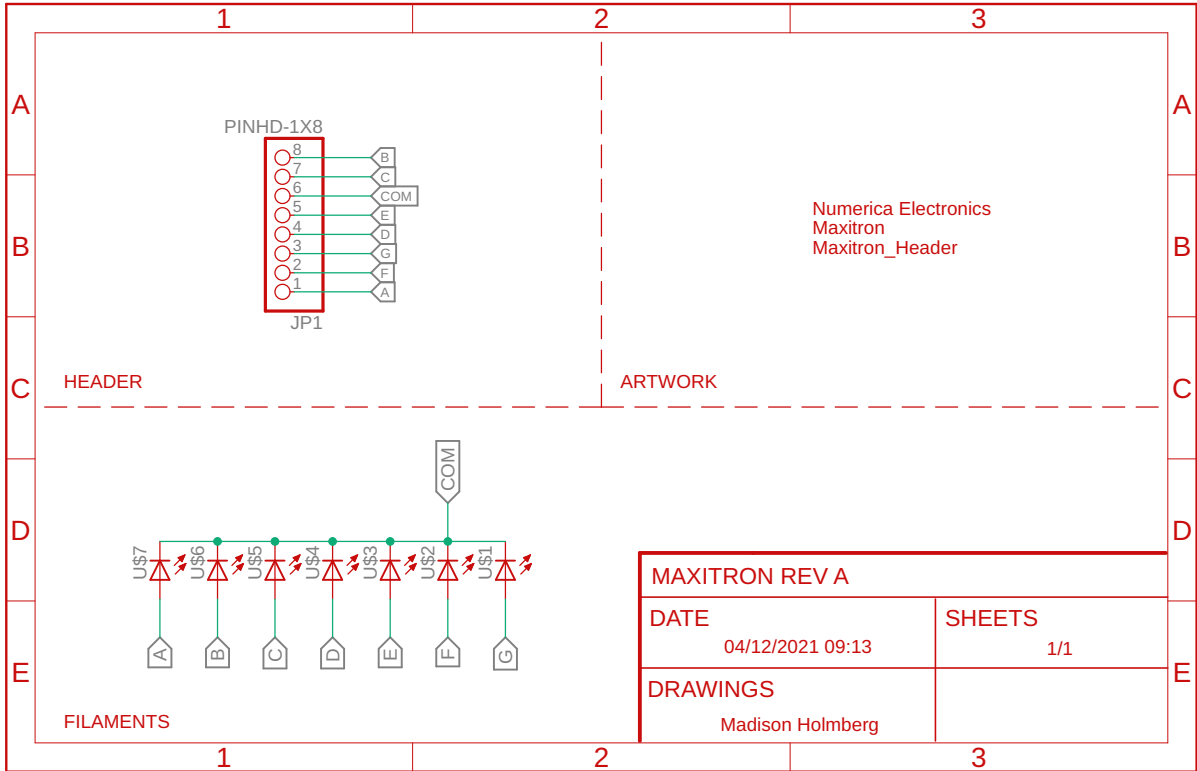 1 2 3
A A
PINHD-1X8
8 B
7 C
6 COM
5 E
4 D
3 G
2 F
1 A
JP1
Numerica Electronics
Maxitron
Maxitron_Header
B B
C C
HEADER ARTWORK
COM
D D
U$7 U$6 U$5 U$4 U$3 U$2 U$1
A B C D E F G
FILAMENTS
MAXITRON REV A
DATE
04/12/2021 09:13
SHEETS
1/1
DRAWINGS
Madison Holmberg
E E
1 2 3